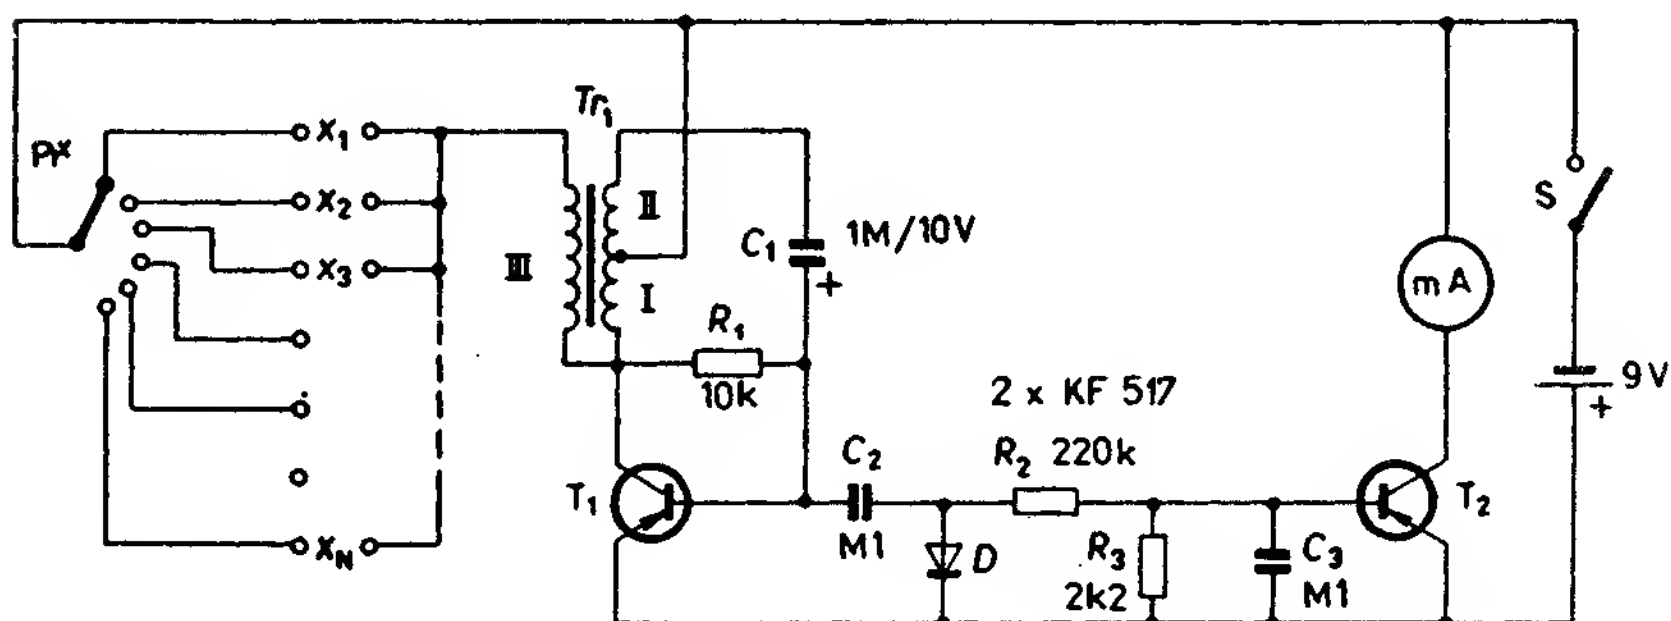 Př
X1
X2
X3
XN
Tr1
III
II
I
C1
1M/10V
+
R1
10k
T1
C2
M1
D
2 x KF 517
R2 220k
R3
2k2
C3
M1
T2
mA
S
9V
+